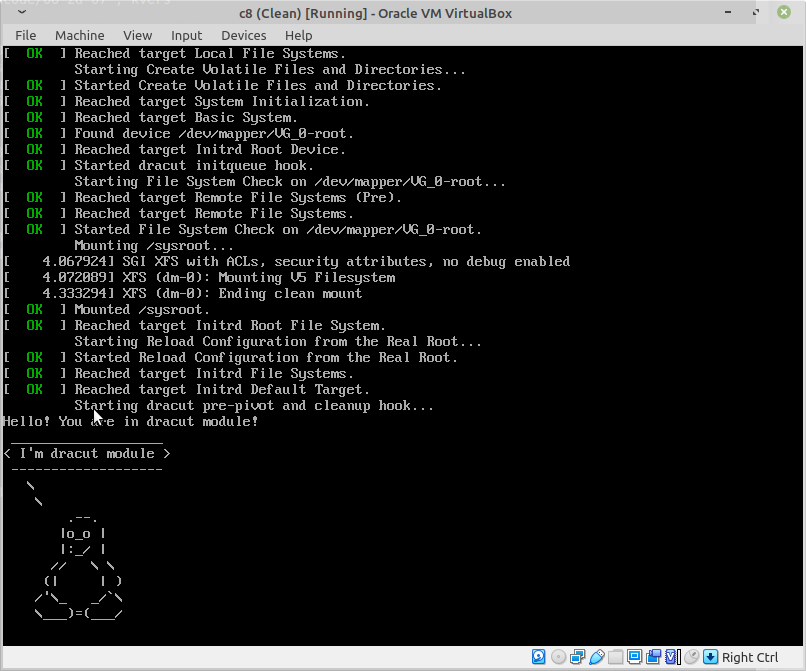 c8 (Clean) [Running] - Oracle VM VirtualBox
File Machine View Input Devices Help
[  OK  ] Reached target Local File Systems.
         Starting Create Volatile Files and Directories...
[  OK  ] Started Create Volatile Files and Directories.
[  OK  ] Reached target System Initialization.
[  OK  ] Reached target Basic System.
[  OK  ] Found device /dev/mapper/VG_0-root.
[  OK  ] Reached target Initrd Root Device.
[  OK  ] Started dracut initqueue hook.
         Starting File System Check on /dev/mapper/VG_0-root...
[  OK  ] Reached target Remote File Systems (Pre).
[  OK  ] Reached target Remote File Systems.
[  OK  ] Started File System Check on /dev/mapper/VG_0-root.
         Mounting /sysroot...
[    4.067924] SGI XFS with ACLs, security attributes, no debug enabled
[    4.072089] XFS (dm-0): Mounting V5 Filesystem
[    4.333294] XFS (dm-0): Ending clean mount
[  OK  ] Mounted /sysroot.
[  OK  ] Reached target Initrd Root File System.
         Starting Reload Configuration from the Real Root...
[  OK  ] Started Reload Configuration from the Real Root.
[  OK  ] Reached target Initrd File Systems.
[  OK  ] Reached target Initrd Default Target.
         Starting dracut pre-pivot and cleanup hook...
Hello! You are in dracut module!
 ___________________
< I'm dracut module >
 -------------------
   \
    \
        .--.
       |o_o |
       |:_/ |
      //   \ \
     (|     | )
    /'\_   _/`\
    \___)=(___/
Right Ctrl